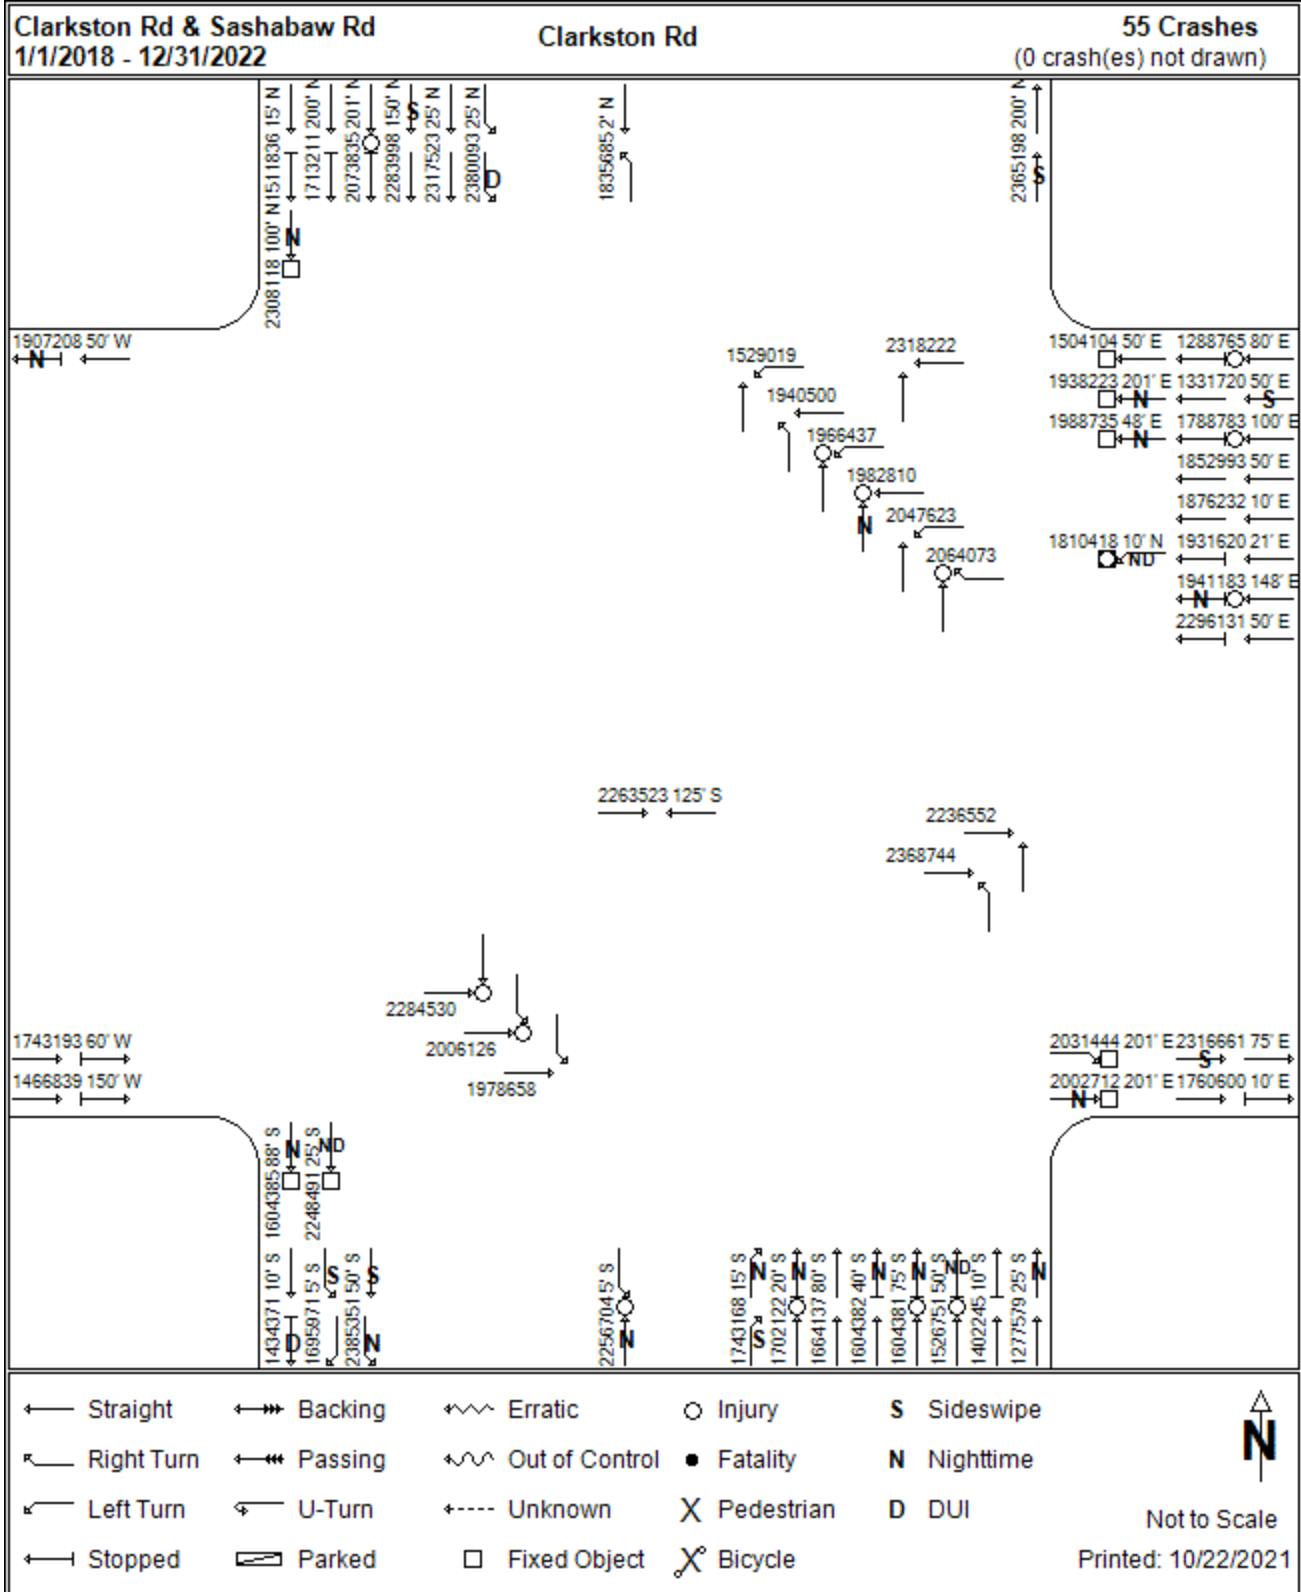 Clarkston Rd & Sashabaw Rd
1/1/2018 - 12/31/2022
Clarkston Rd
55 Crashes
(0 crash(es) not drawn)
1511836 15' N
1713211 200' N
2073835 201' N
2283998 150' N
S
2317523 25' N
2380093 25' N
D
1835685 2' N
2365198 200' N
S
2308118 100' N
N
1907208 50' W
N
1529019
2318222
1940500
1966437
1982810
N
2047623
2064073
1504104 50' E
1288765 80' E
1938223 201' E
N
1331720 50' E
S
1988735 48' E
N
1788783 100' E
1852993 50' E
1876232 10' E
1810418 10' N
ND
1931620 21' E
1941183 148' E
N
2296131 50' E
2263523 125' S
2236552
2368744
2284530
2006126
1978658
1743193 60' W
1466839 150' W
2031444 201' E
2316661 75' E
S
2002712 201' E
N
1760600 10' E
1604385 88' S
N
2248491 25' S
ND
1434371 10' S
D
1695971 5' S
S
2385351 50' S
S
N
2256704 5' S
N
1743168 15' S
N
S
1702122 20' S
N
1664137 80' S
1604382 40' S
N
1604381 75' S
N
1526751 50' S
ND
1402245 10' S
1277579 25' S
N
Straight
Backing
Erratic
Injury
S Sideswipe
Right Turn
Passing
Out of Control
Fatality
N Nighttime
Left Turn
U-Turn
Unknown
Pedestrian
D DUI
Stopped
Parked
Fixed Object
Bicycle
N
Not to Scale
Printed: 10/22/2021